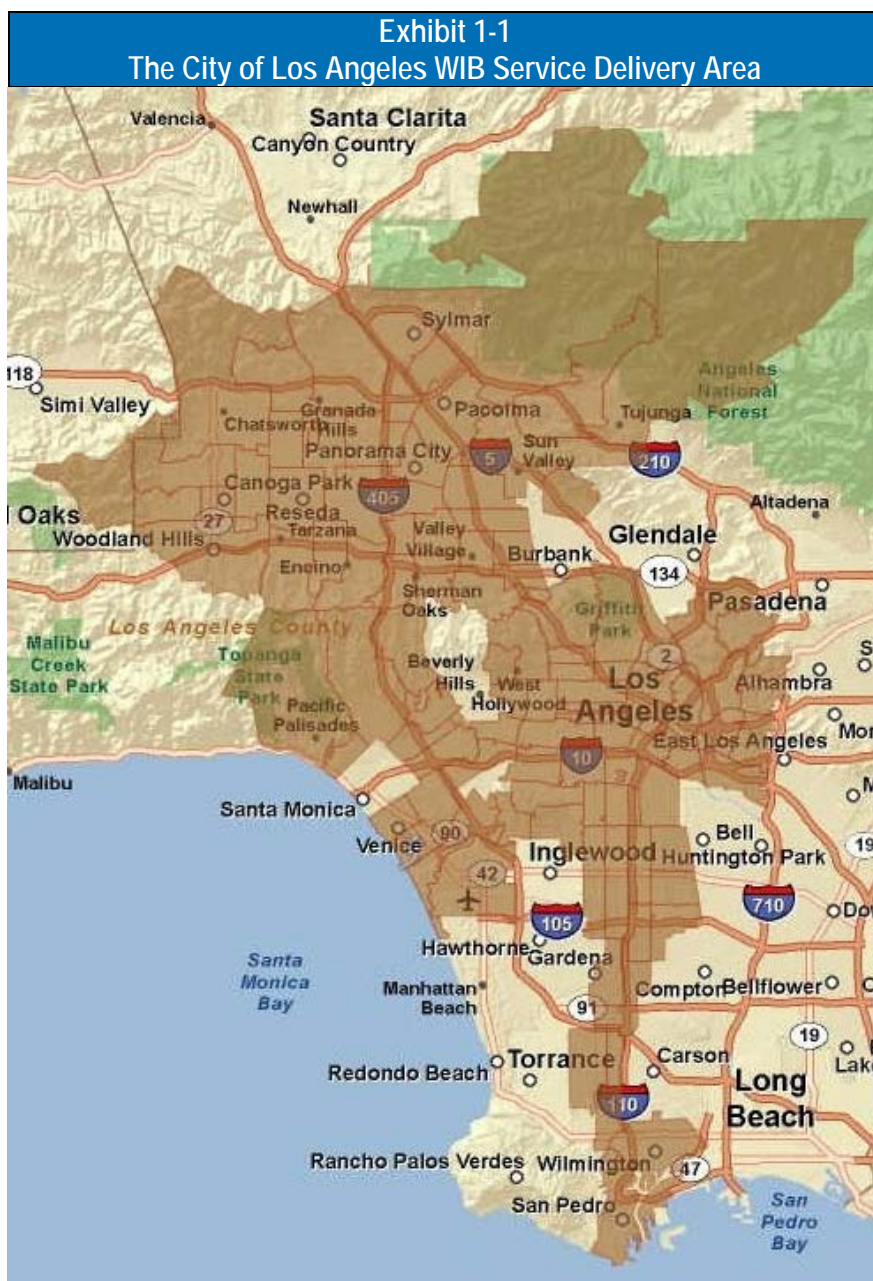 Exhibit 1-1
The City of Los Angeles WIB Service Delivery Area
Valencia
Santa Clarita
Canyon Country
Newhall
Sylmar
118
Simi Valley
Chatsworth
Granada
Hills
Pacoima
Tujunga
Angeles
National
Forest
Panorama City
5
Sun
Valley
210
Canoga Park
405
Altadena
Oaks
27
Reseda
Tarzana
Woodland Hills
Valley
Village
Burbank
Glendale
134
Encino
Sherman
Oaks
Griffith
Park
Pasadena
Los Angeles County
Malibu
Creek
State Park
Topanga
State
Park
Beverly
Hills
West
Hollywood
2
Los
Angeles
Alhambra
Pacific
Palisades
East Los Angeles
10
Malibu
Santa Monica
Venice
90
Bell
19
Inglewood
Huntington Park
42
105
710
Hawthorne
Gardena
Santa
Monica
Bay
Manhattan
Beach
Compton
Bellflower
91
19
Redondo Beach
Torrance
Carson
110
Long
Beach
Rancho Palos Verdes
Wilmington
47
San Pedro
San
Pedro
Bay